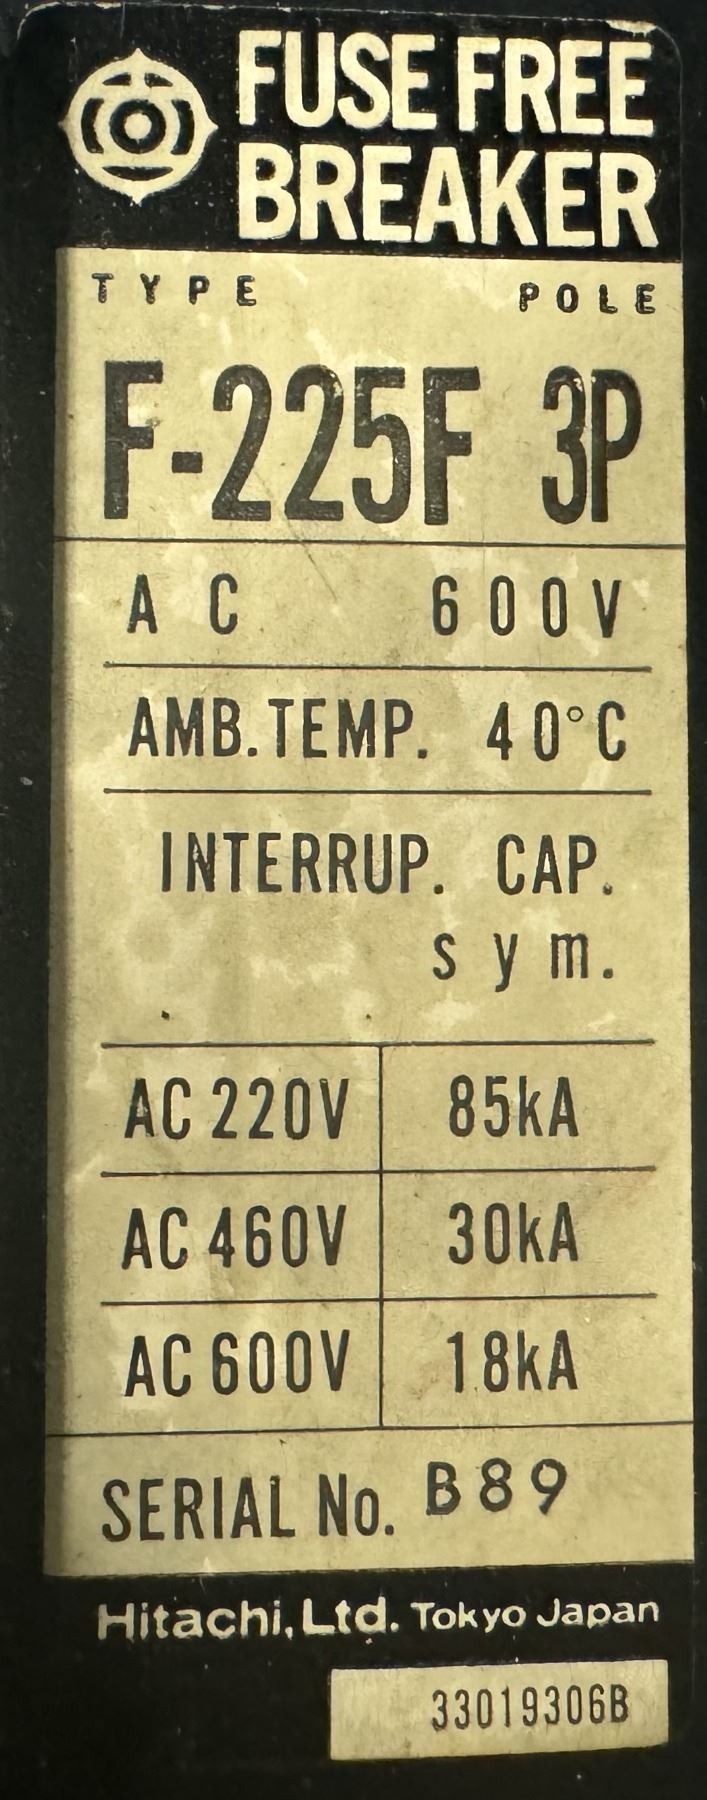 FUSE FREE
BREAKER
TYPE POLE
F-225F 3P
AC 600V
AMB.TEMP. 40°C
INTERRUP. CAP.
sym.
AC 220V 85kA
AC 460V 30kA
AC 600V 18kA
SERIAL No. B89
Hitachi, Ltd. Tokyo Japan
33019306B